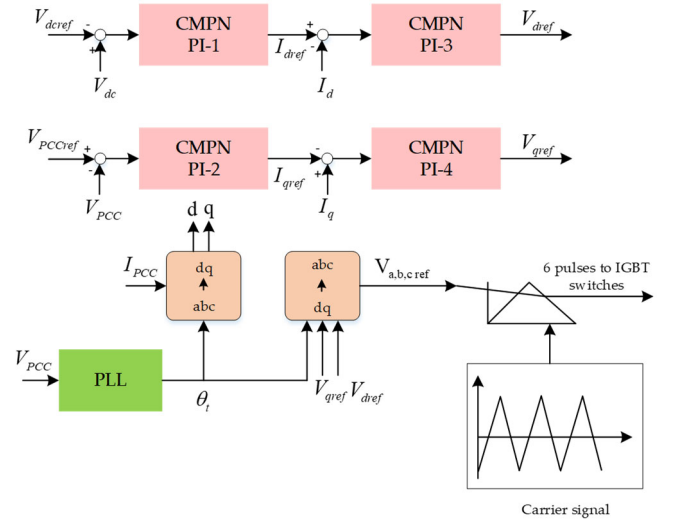 V_dcref - CMPN PI-1 I_dref + CMPN PI-3 V_dref
+ -
V_dc I_d
V_PCCref + CMPN PI-2 I_qref - CMPN PI-4 V_qref
- +
V_PCC I_q
d q
I_PCC dq abc V_a,b,c ref 6 pulses to IGBT
switches
abc dq
V_PCC PLL θ_t V_qref V_dref
Carrier signal